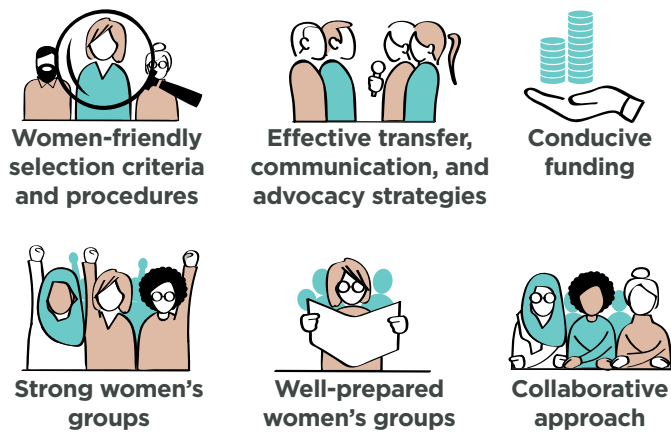 Women-friendly
selection criteria
and procedures
Effective transfer,
communication, and
advocacy strategies
Conducive
funding
Strong women's
groups
Well-prepared
women's groups
Collaborative
approach